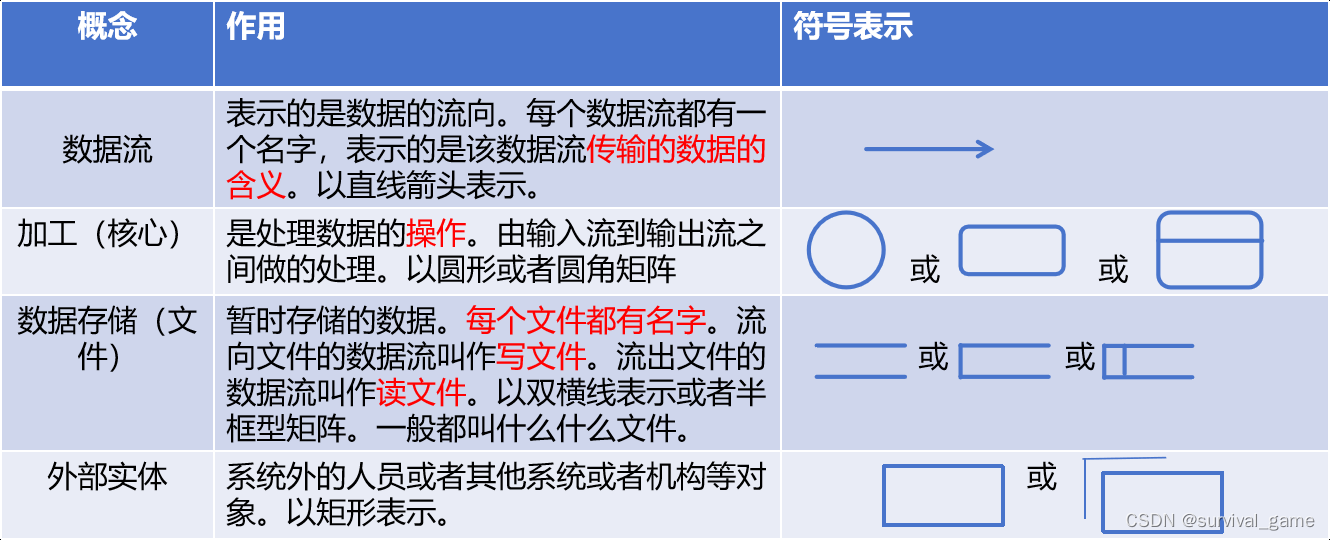 概念
作用
符号表示
数据流
表示的是数据的流向。每个数据流都有一
个名字，表示的是该数据流传输的数据的
含义。以直线箭头表示。
加工（核心）
是处理数据的操作。由输入流到输出流之
间做的处理。以圆形或者圆角矩阵
或
或
数据存储（文
件）
暂时存储的数据。每个文件都有名字。流
向文件的数据流叫作写文件。流出文件的
数据流叫作读文件。以双横线表示或者半
框型矩阵。一般都叫什么什么文件。
或
或
外部实体
系统外的人员或者其他系统或者机构等对
象。以矩形表示。
或
CSDN @survival_game